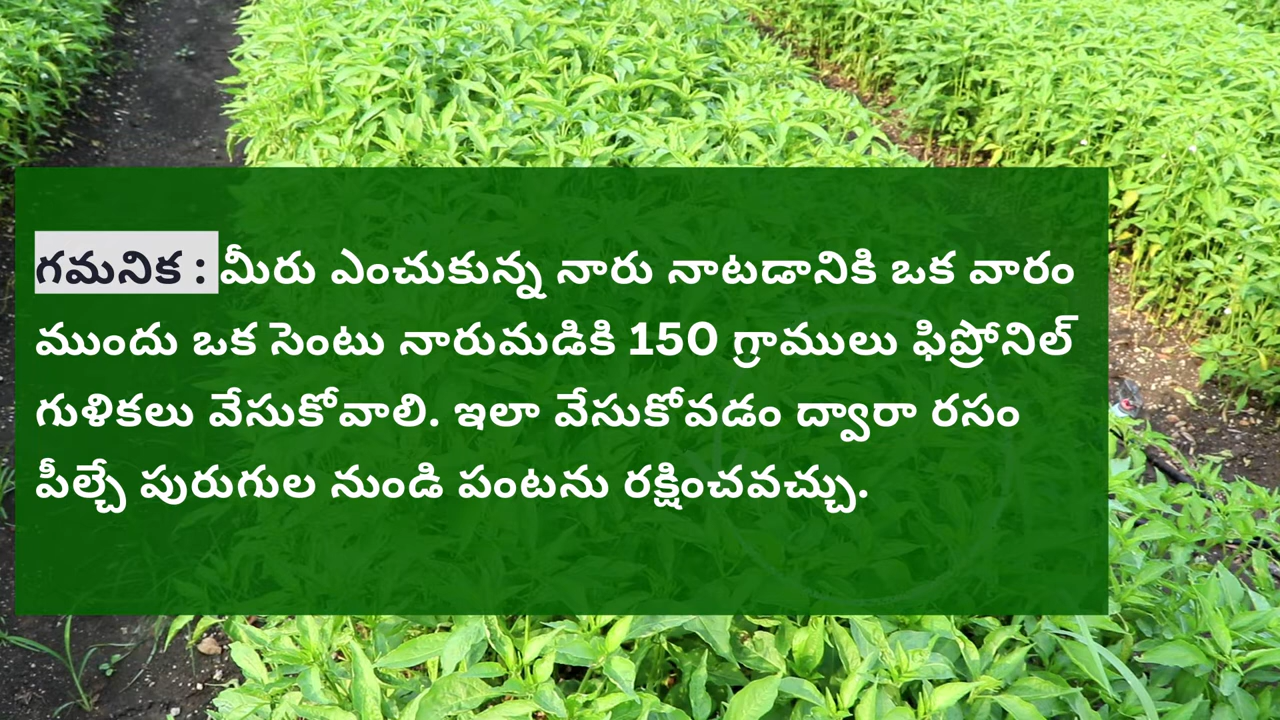 గమనిక : మీరు ఎంచుకున్న నారు నాటడానికి ఒక వారం
ముందు ఒక సెంటు నారుమడికి 150 గ్రాములు ఫిప్రోనిల్
గుళికలు వేసుకోవాలి. ఇలా వేసుకోవడం ద్వారా రసం
పీల్చే పురుగుల నుండి పంటను రక్షించవచ్చు.